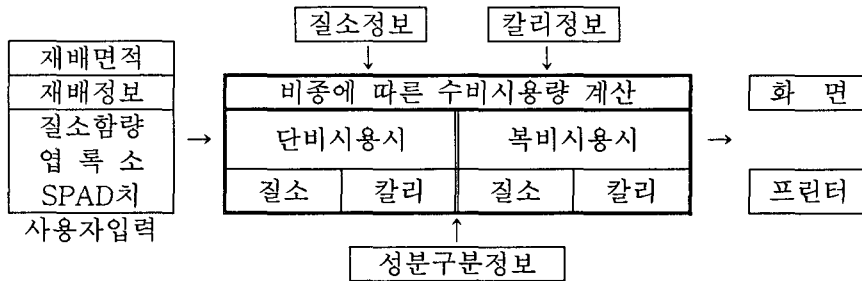 질소정보 칼리정보
재배면적
재배정보 비종에 따른 수비시용량 계산 화 면
질소함량
단비시용시 복비시용시
엽 록 소
SPAD치 질소 칼리 질소 칼리 프린터
사용자입력
성분구분정보